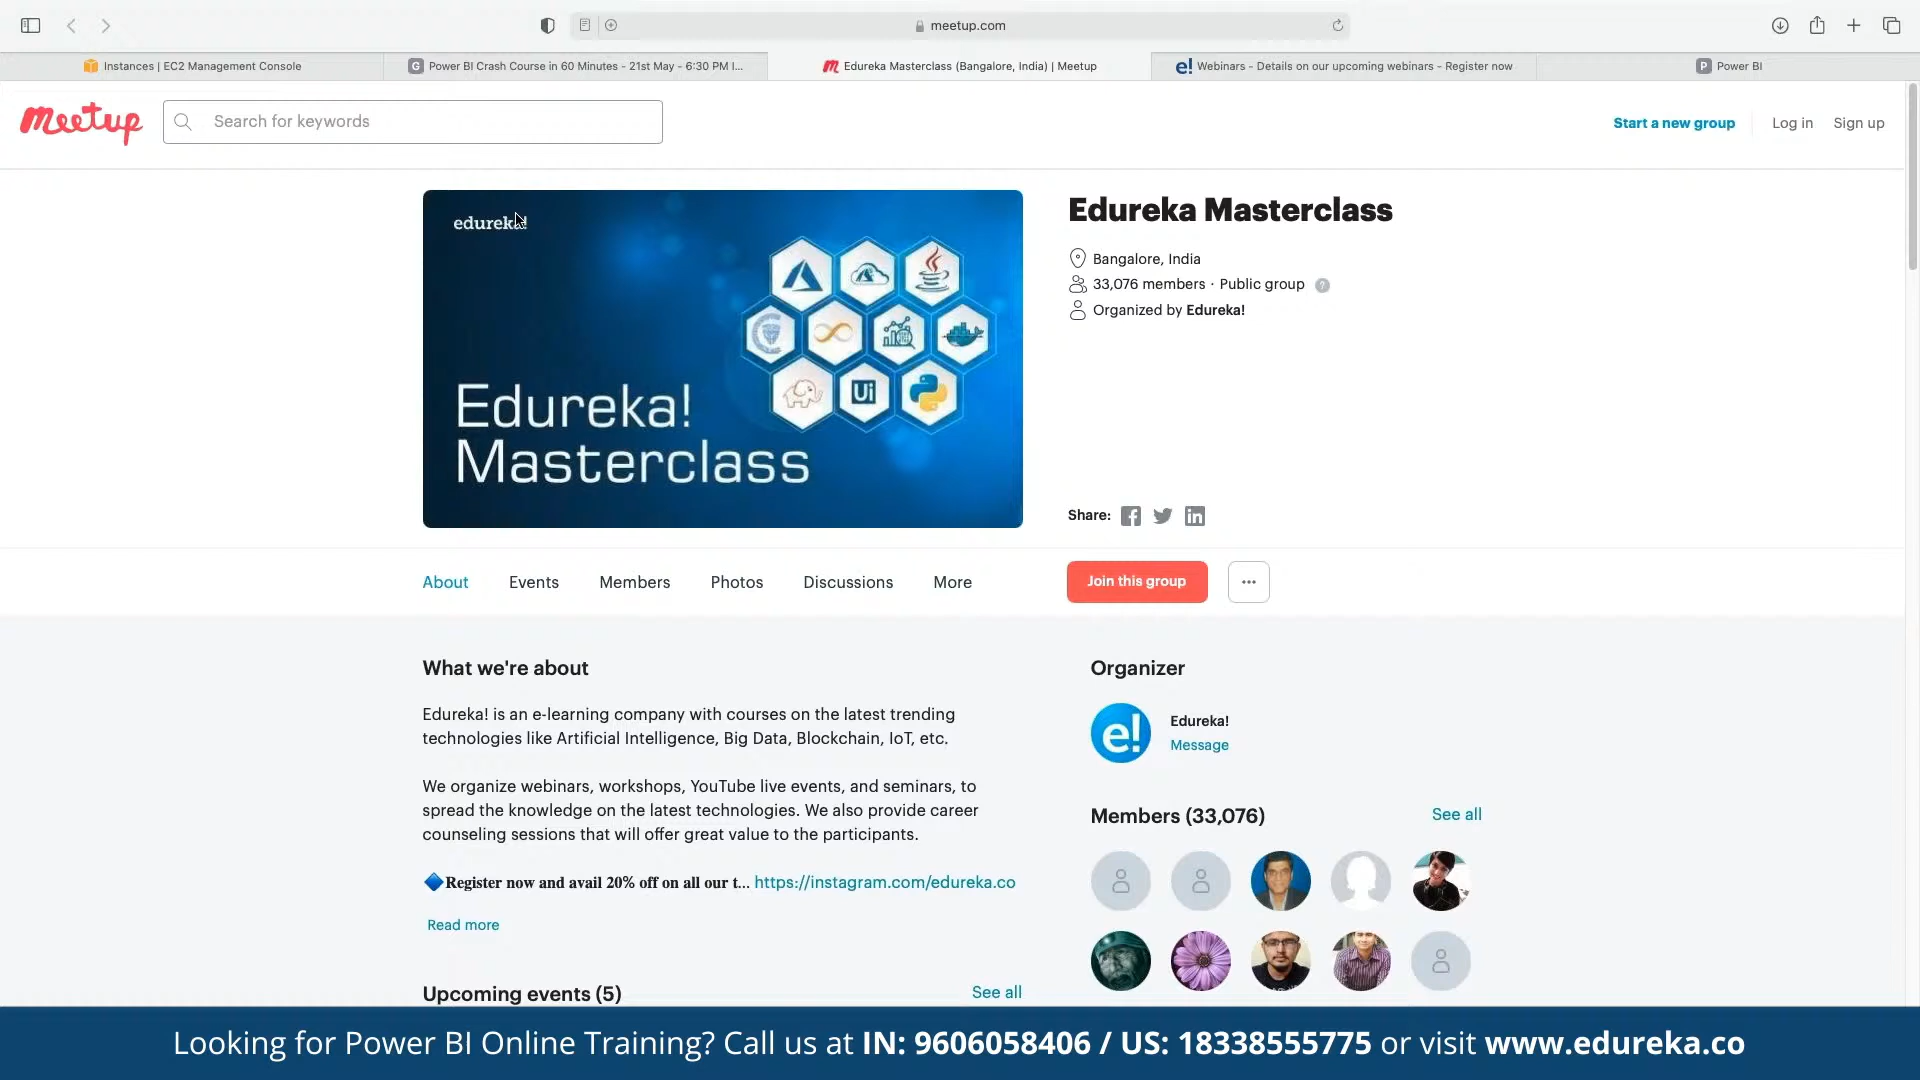 meetup.com
Instances | EC2 Management Console
Power BI Crash Course in 60 Minutes - 21st May - 6:30 PM I...
Edureka Masterclass (Bangalore, India) | Meetup
Webinars - Details on our upcoming webinars - Register now
Power BI
meetup
Search for keywords
Start a new group
Log in
Sign up
edureka!
Edureka!
Masterclass
Edureka Masterclass
Bangalore, India
33,076 members · Public group
Organized by Edureka!
Share:
About
Events
Members
Photos
Discussions
More
Join this group
What we're about
Edureka! is an e-learning company with courses on the latest trending
technologies like Artificial Intelligence, Big Data, Blockchain, IoT, etc.
We organize webinars, workshops, YouTube live events, and seminars, to
spread the knowledge on the latest technologies. We also provide career
counseling sessions that will offer great value to the participants.
🔷Register now and avail 20% off on all our t... https://instagram.com/edureka.co
Read more
Upcoming events (5)
See all
Organizer
e!
Edureka!
Message
Members (33,076)
See all
Looking for Power BI Online Training? Call us at IN: 9606058406 / US: 18338555775 or visit www.edureka.co